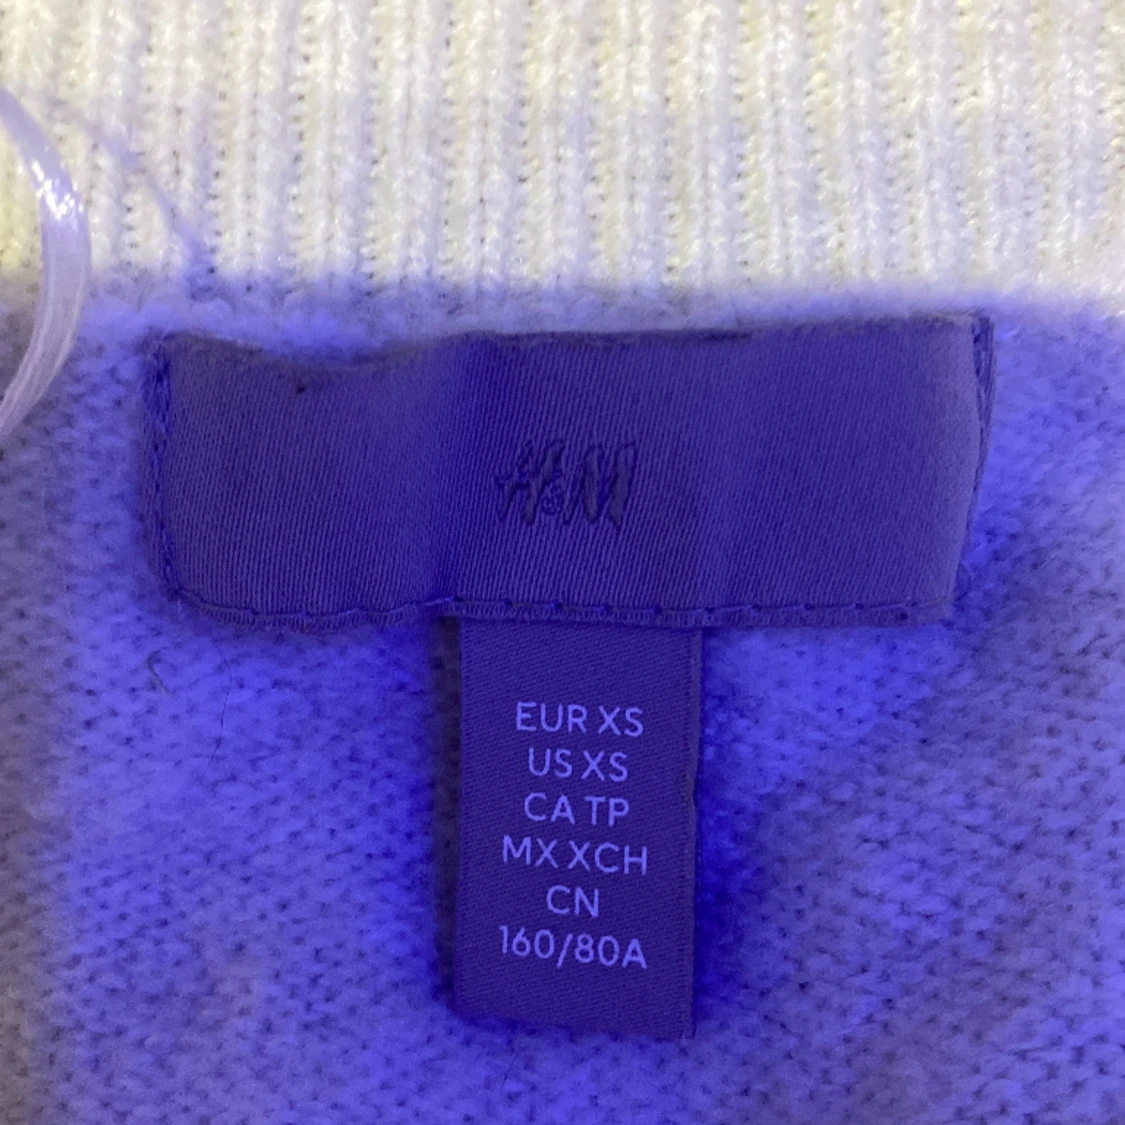 H&M
EUR XS
US XS
CA TP
MX XCH
CN
160/80A